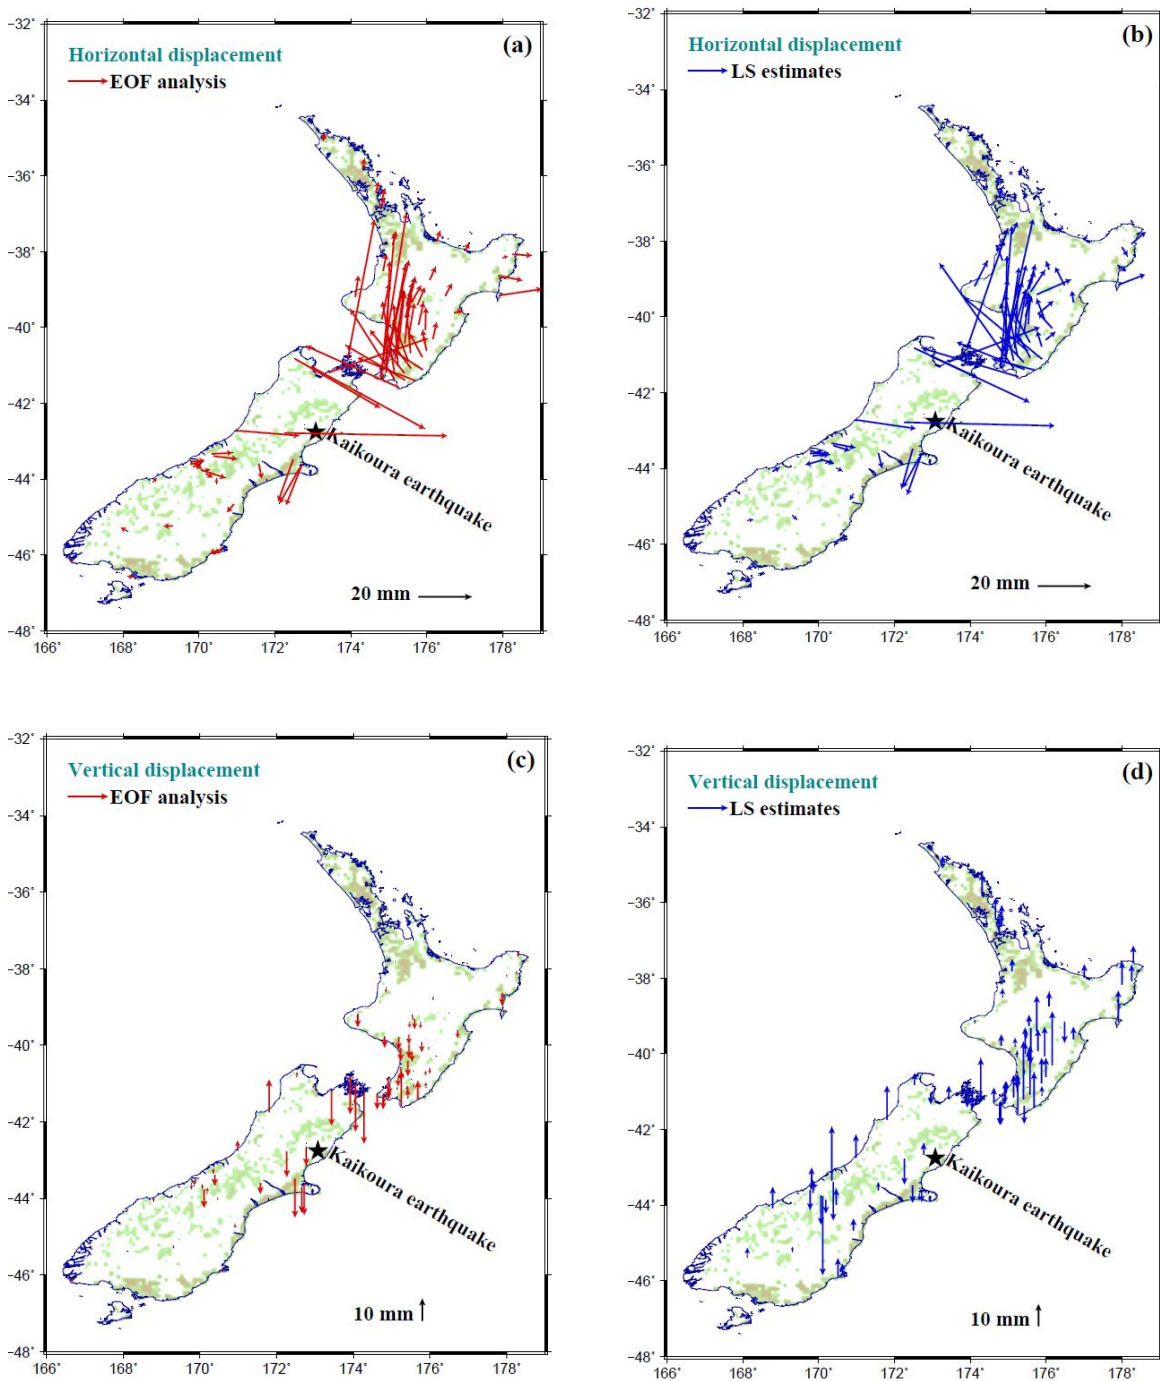 (a)
Horizontal displacement
EOF analysis
−32°
−34°
−36°
−38°
−40°
−42°
−44°
−46°
−48°
Kaikoura earthquake
20 mm
166° 168° 170° 172° 174° 176° 178°
(b)
Horizontal displacement
LS estimates
−32°
−34°
−36°
−38°
−40°
−42°
−44°
−46°
−48°
Kaikoura earthquake
20 mm
166° 168° 170° 172° 174° 176° 178°
(c)
Vertical displacement
EOF analysis
−32°
−34°
−36°
−38°
−40°
−42°
−44°
−46°
−48°
Kaikoura earthquake
10 mm
166° 168° 170° 172° 174° 176° 178°
(d)
Vertical displacement
LS estimates
−32°
−34°
−36°
−38°
−40°
−42°
−44°
−46°
−48°
Kaikoura earthquake
10 mm
166° 168° 170° 172° 174° 176° 178°